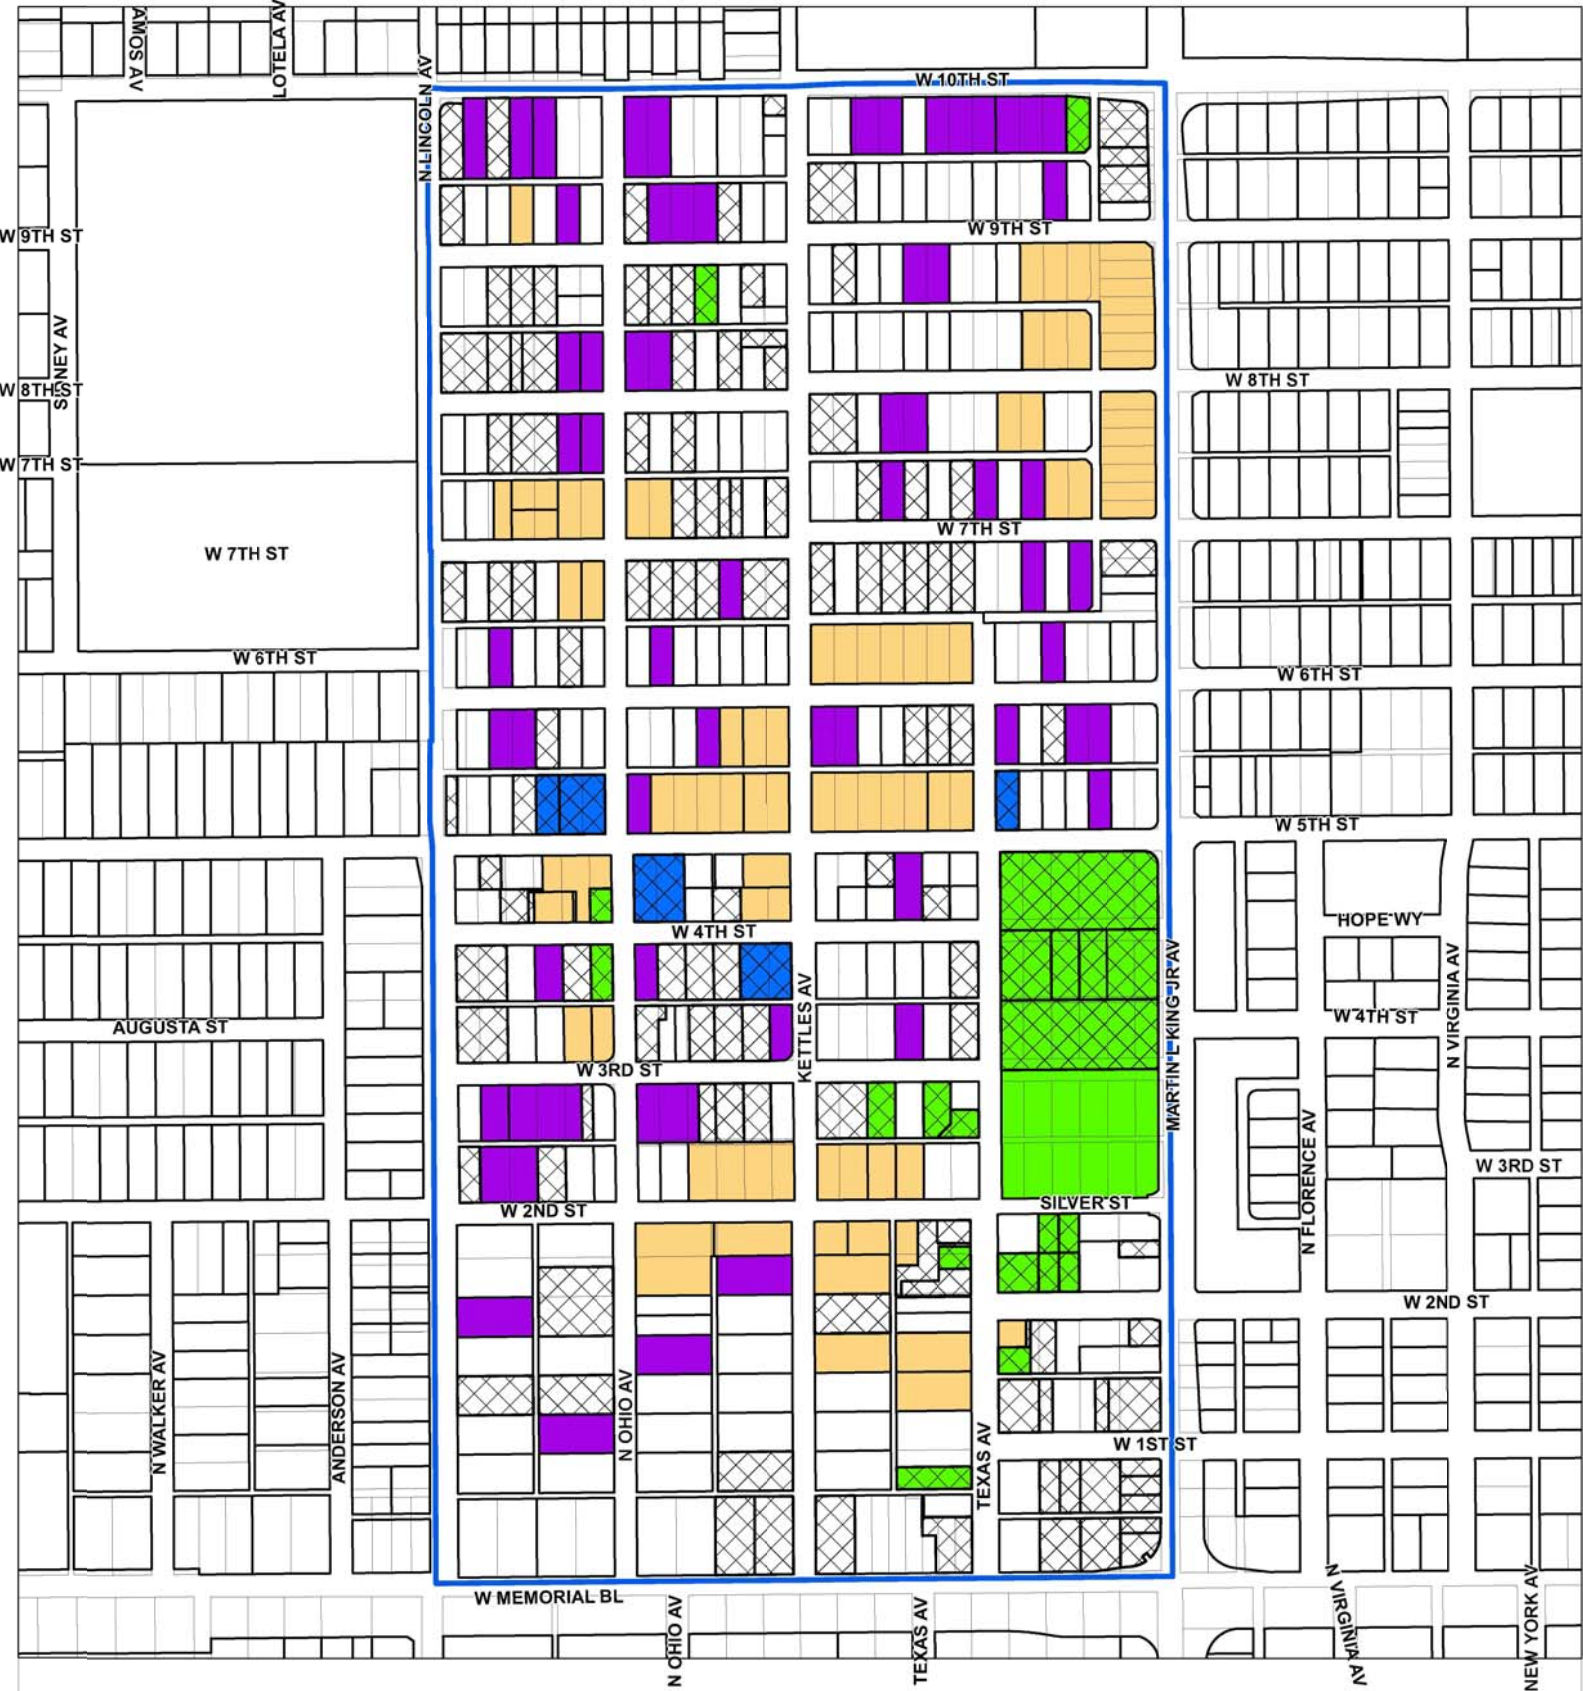 AMOS AV
LOTELA AV
N LINCOLN AV
W 10TH ST
W 9TH ST
W 9TH ST
SIDNEY AV
W 8TH ST
W 8TH ST
W 7TH ST
W 7TH ST
W 7TH ST
W 6TH ST
W 6TH ST
W 5TH ST
HOPE WY
W 4TH ST
KETTLES AV
MARTIN L KING JR AV
N VIRGINIA AV
W 4TH ST
AUGUSTA ST
W 3RD ST
N FLORENCE AV
W 3RD ST
SILVER ST
W 2ND ST
W 2ND ST
N WALKER AV
ANDERSON AV
N OHIO AV
TEXAS AV
W 1ST ST
W MEMORIAL BL
N OHIO AV
TEXAS AV
N VIRGINIA AV
NEW YORK AV